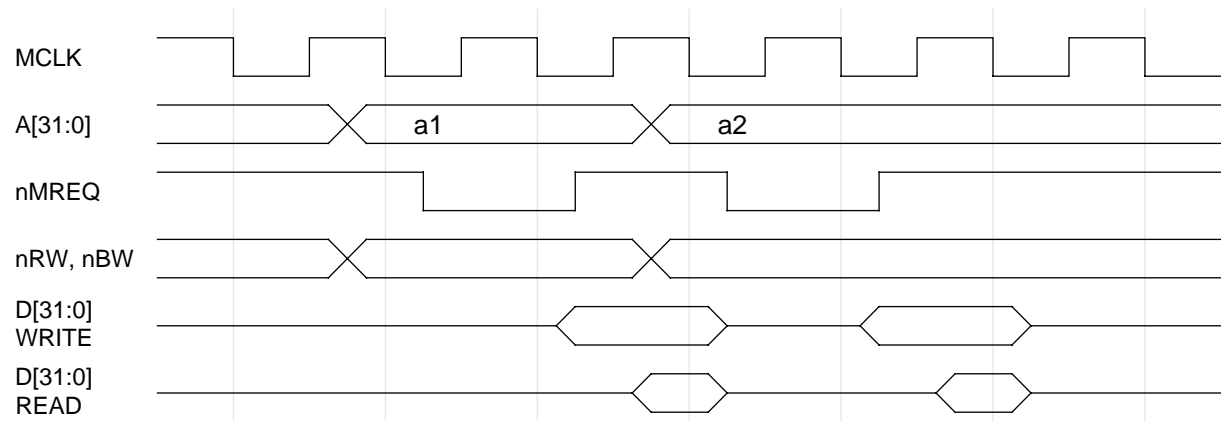 MCLK
A[31:0]
a1
a2
nMREQ
nRW, nBW
D[31:0]
WRITE
D[31:0]
READ